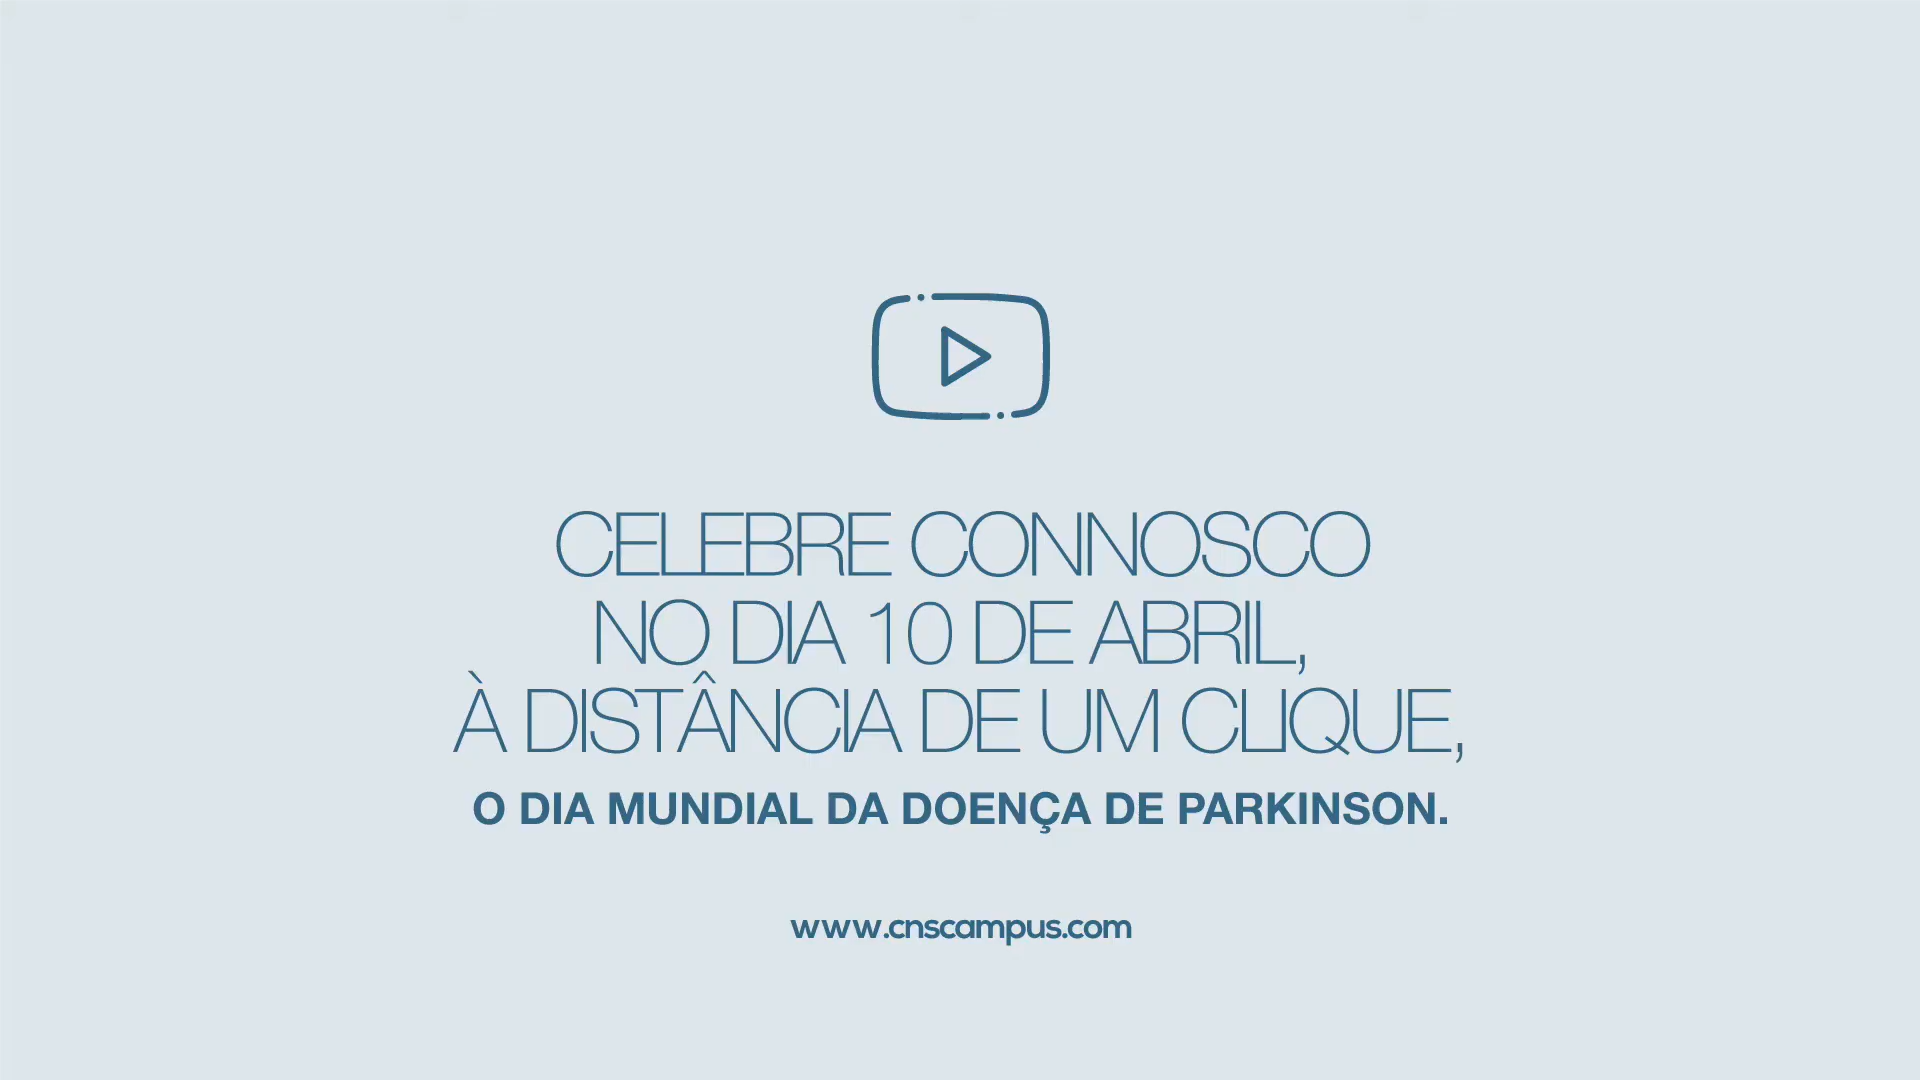 CELEBRE CONNOSCO
NO DIA 10 DE ABRIL,
À DISTÂNCIA DE UM CLIQUE,
O DIA MUNDIAL DA DOENÇA DE PARKINSON.
www.cnscampus.com